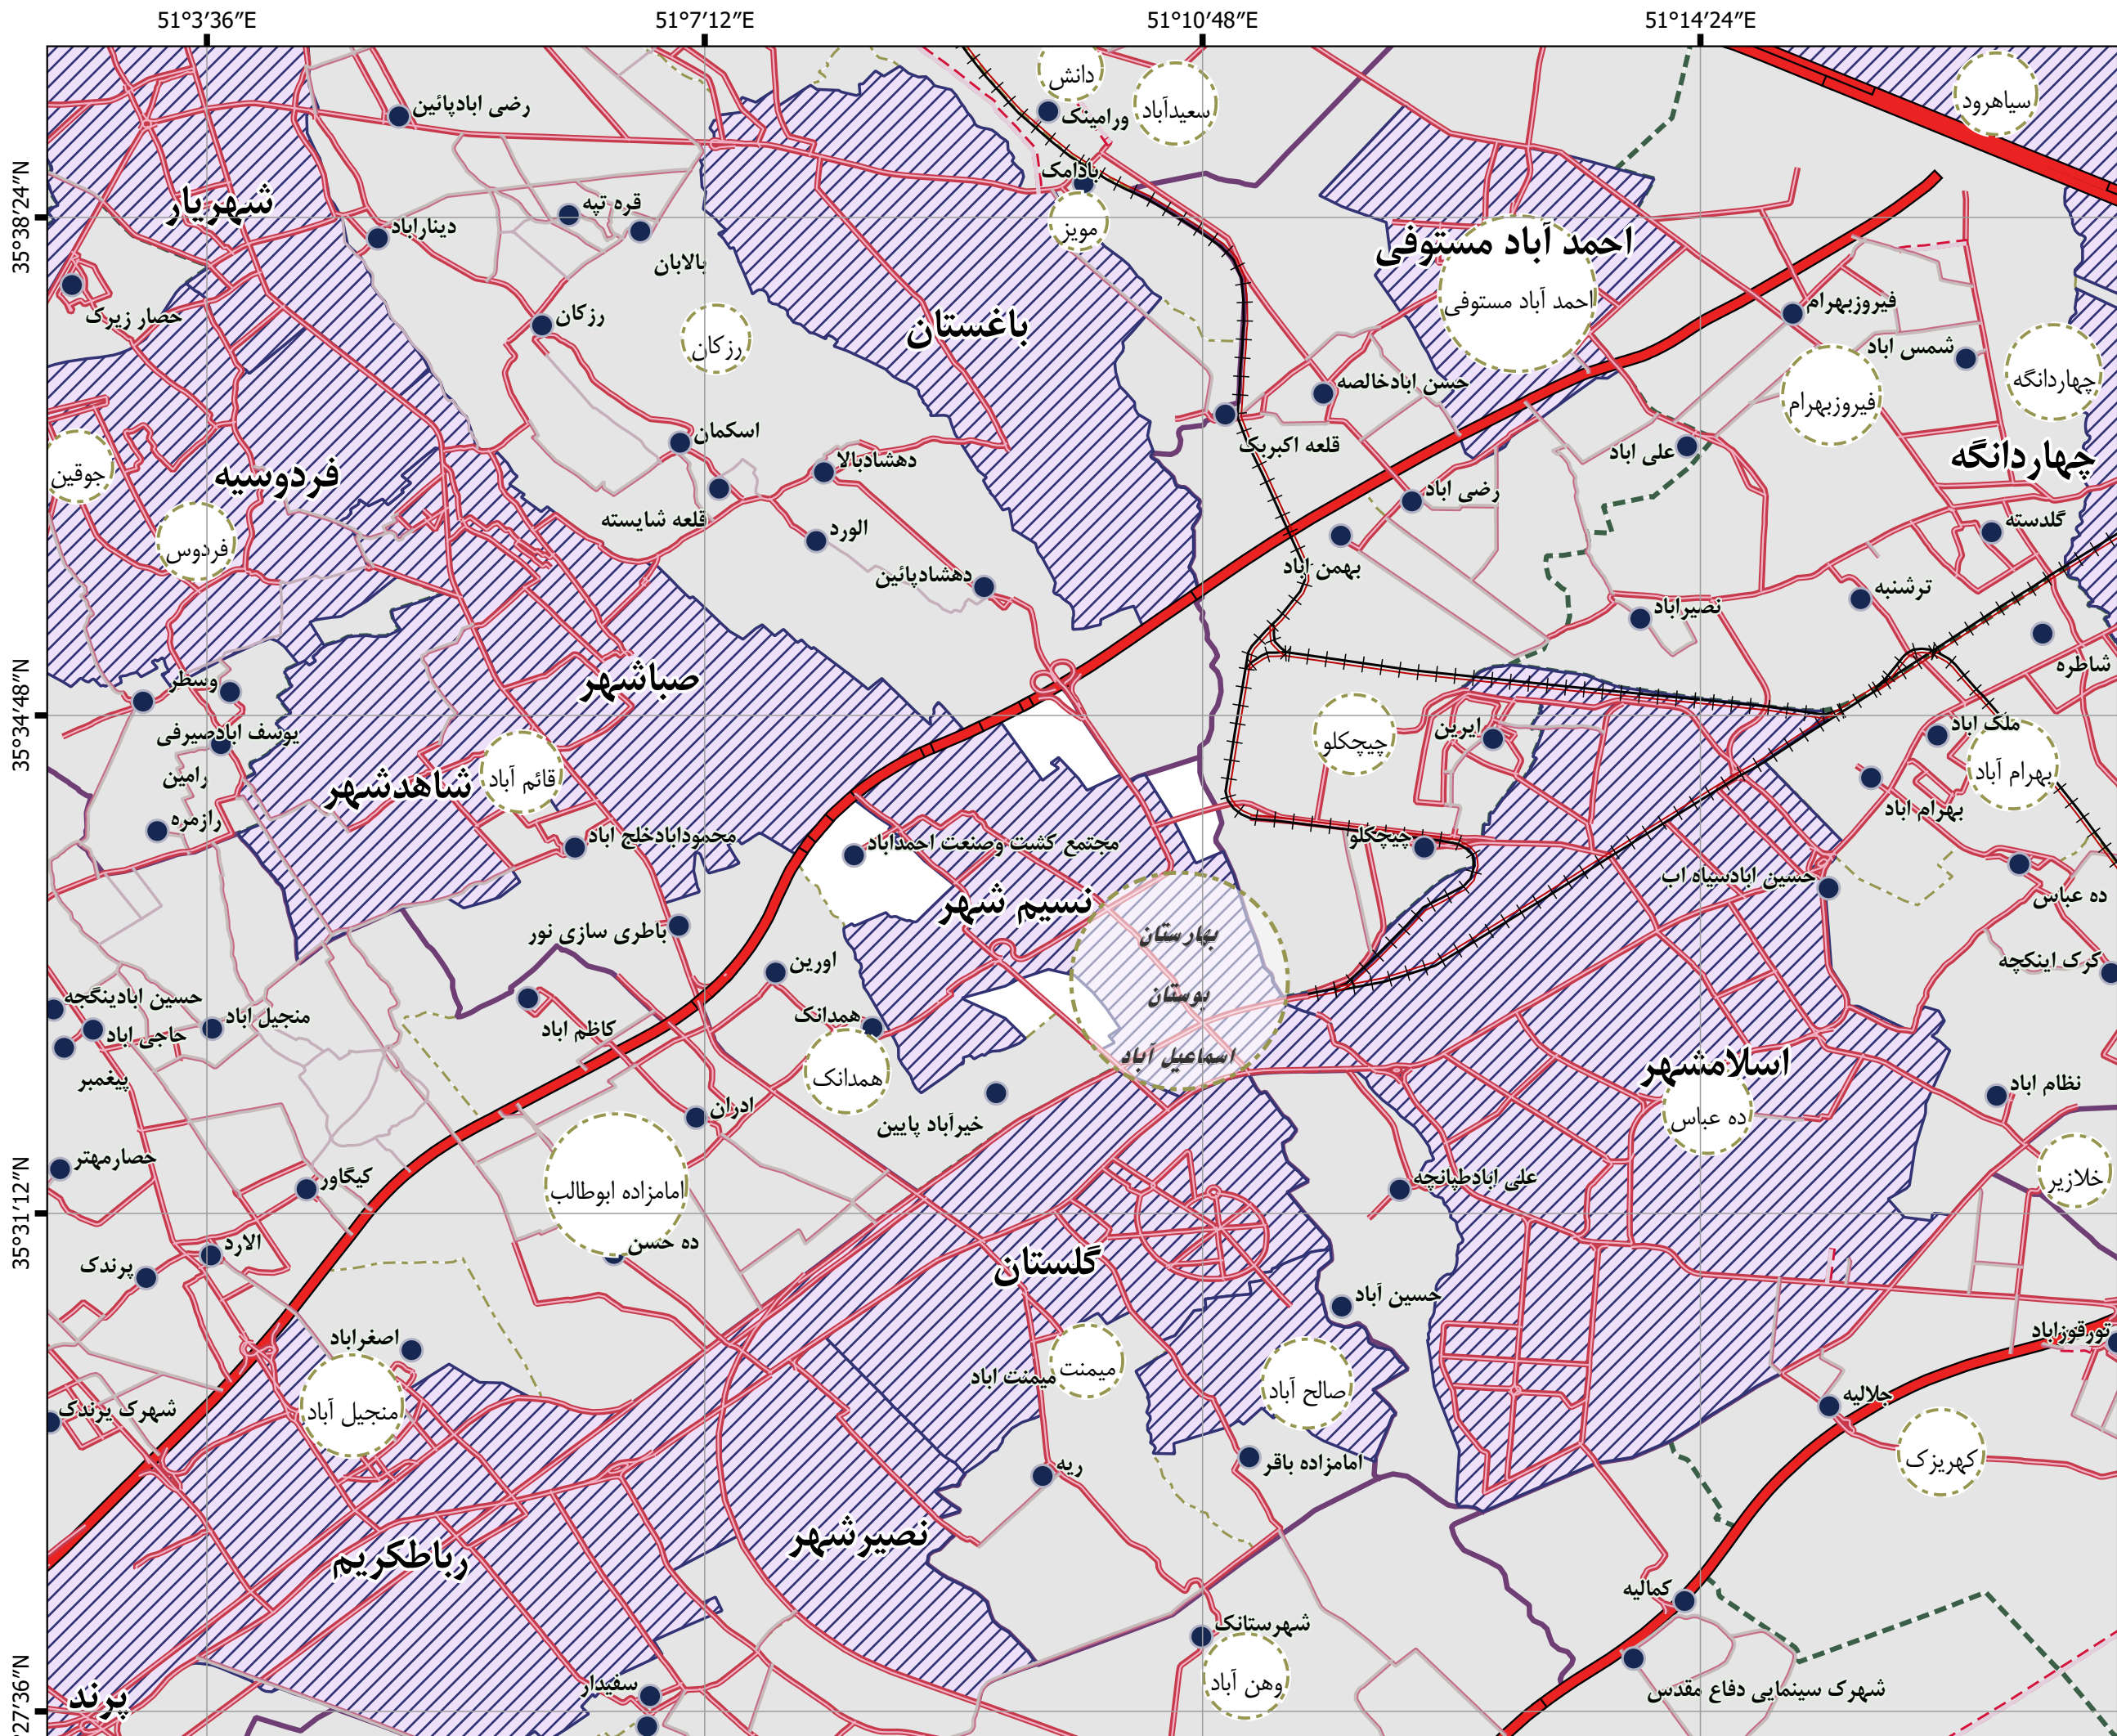 51°3′36″E
51°7′12″E
51°10′48″E
51°14′24″E
35°38′24″N
35°34′48″N
35°31′12″N
27′36″N
دانش
سعیدآباد
سیاهرود
رضی ابادپائین
ورامینک
بادامک
مویز
شهریار
دیناراباد
قره تپه
بالابان
احمد آباد مستوفی
احمد آباد مستوفی
حصار زیرک
رزکان
رزکان
باغستان
فیروزبهرام
شمس اباد
فیروزبهرام
چهاردانگه
حسن ابادخالصه
جوقین
فردوسیه
فردوس
اسکمان
دهشادبالا
قلعه شایسته
الورد
دهشادپائین
قلعه اکبریک
علی اباد
رضی اباد
بهمن اباد
چهاردانگه
گلدسته
ترشنبه
نصیراباد
شاطره
وسطر
یوسف ابادصیرفی
رامین
رازمره
صباشهر
شاهدشهر
قائم آباد
محمودابادخلج اباد
مجتمع کشت وصنعت احمداباد
نسیم شهر
چیچکلو
ایرین
چیچکلو
ملک اباد
بهرام آباد
بهرام اباد
حسین ابادسیاه اب
ده عباس
کرک اینکچه
باطری سازی نور
اورین
بهارستان
بوستان
اسماعیل آباد
حسین ابادینگجه
حاجی اباد
پیغمبر
منجیل اباد
کاظم اباد
همدانک
همدانک
ادران
خیرآباد پایین
اسلامشهر
ده عباس
نظام اباد
حصارمهتر
کیگاور
امامزاده ابوطالب
علی ابادطپانچه
خلازیر
الارد
پرندک
ده حسن
گلستان
حسین آباد
اصغراباد
منجیل آباد
شهرک پرندک
میمنت اباد
میمنت
صالح آباد
تورقوزاباد
جلالیه
کهریزک
ریه
امامزاده باقر
نصیرشهر
رباطکریم
کمالیه
شهرستانک
وهن آباد
شهرک سینمایی دفاع مقدس
سفیدار
پرند